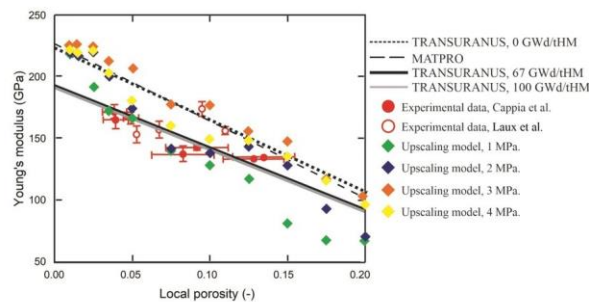 250
200
150
100
50
Young's modulus (GPa)
0.00
0.05
0.10
0.15
0.20
Local porosity (-)
TRANSURANUS, 0 GWd/tHM
MATPRO
TRANSURANUS, 67 GWd/tHM
TRANSURANUS, 100 GWd/tHM
Experimental data, Cappia et al.
Experimental data, Laux et al.
Upscaling model, 1 MPa.
Upscaling model, 2 MPa.
Upscaling model, 3 MPa.
Upscaling model, 4 MPa.